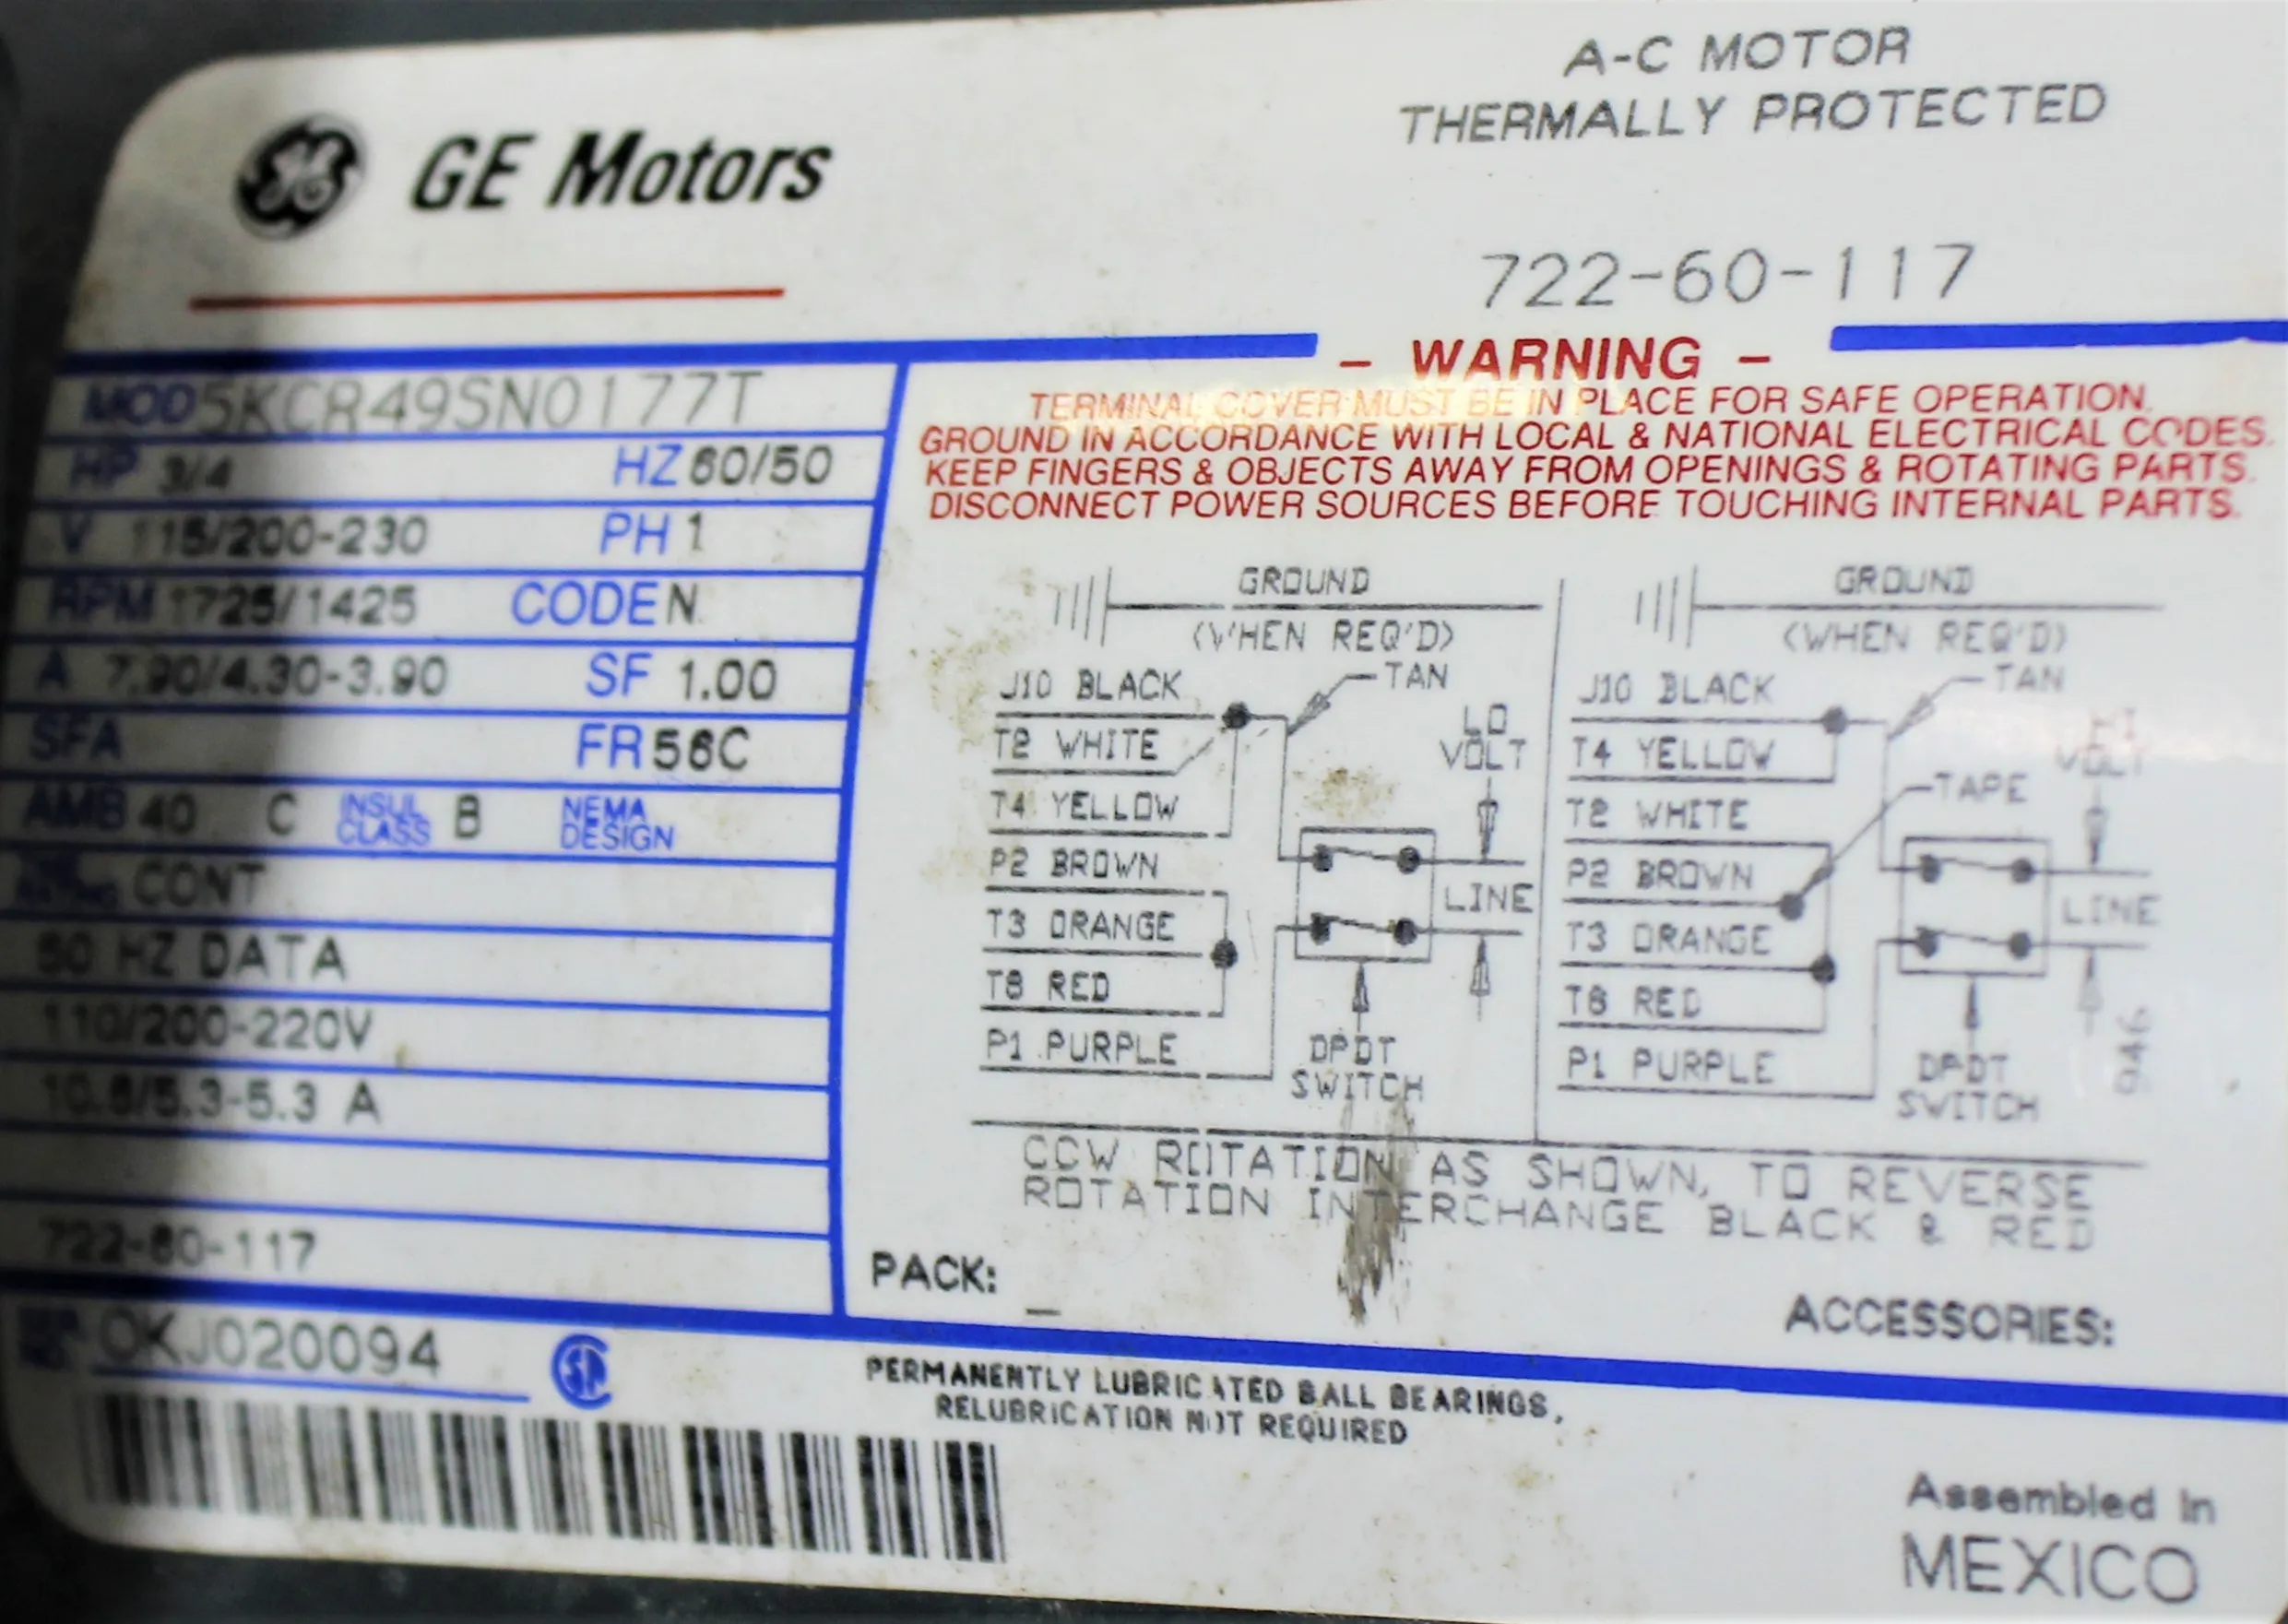 GE Motors
A-C MOTOR
THERMALLY PROTECTED
722-60-117
MOD 5KCR49SN0177T
HP 3/4 HZ 60/50
V 115/200-230 PH 1
RPM 1725/1425 CODE N
A 7.90/4.30-3.90 SF 1.00
SFA FR 56C
AMB 40 C INSUL CLASS B NEMA DESIGN
CONT
50 HZ DATA
110/200-220V
10.6/5.3-5.3 A
722-60-117
0KJ020094
- WARNING -
TERMINAL COVER MUST BE IN PLACE FOR SAFE OPERATION.
GROUND IN ACCORDANCE WITH LOCAL & NATIONAL ELECTRICAL CODES.
KEEP FINGERS & OBJECTS AWAY FROM OPENINGS & ROTATING PARTS.
DISCONNECT POWER SOURCES BEFORE TOUCHING INTERNAL PARTS.
GROUND
(WHEN REQ'D)
TAN
J10 BLACK
T2 WHITE
LO
VOLT
T4 YELLOW
P2 BROWN
LINE
T3 ORANGE
T8 RED
P1 PURPLE
DPDT
SWITCH
GROUND
(WHEN REQ'D)
TAN
J10 BLACK
HI
VOLT
T4 YELLOW
TAPE
T2 WHITE
P2 BROWN
LINE
T3 ORANGE
T8 RED
P1 PURPLE
DPDT
SWITCH
946
CCW ROTATION AS SHOWN, TO REVERSE
ROTATION INTERCHANGE BLACK & RED
PACK: _
ACCESSORIES:
PERMANENTLY LUBRICATED BALL BEARINGS,
RELUBRICATION NOT REQUIRED
Assembled In
MEXICO